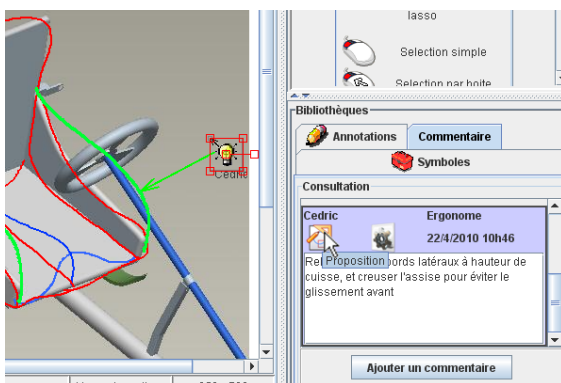 lasso
Selection simple
Selection par boite
Bibliothèques
Annotations
Commentaire
Symboles
Cedric
Consultation
Cedric
Ergonome
22/4/2010 10h46
Proposition
bords latéraux à hauteur de
cuisse, et creuser l'assise pour éviter le
glissement avant
Ajouter un commentaire